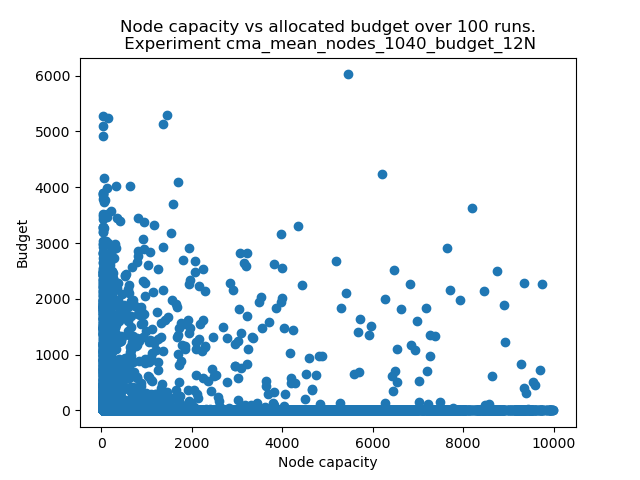 Node capacity vs allocated budget over 100 runs.
Experiment cma_mean_nodes_1040_budget_12N
6000
5000
4000
3000
2000
1000
0
Budget
0 2000 4000 6000 8000 10000
Node capacity